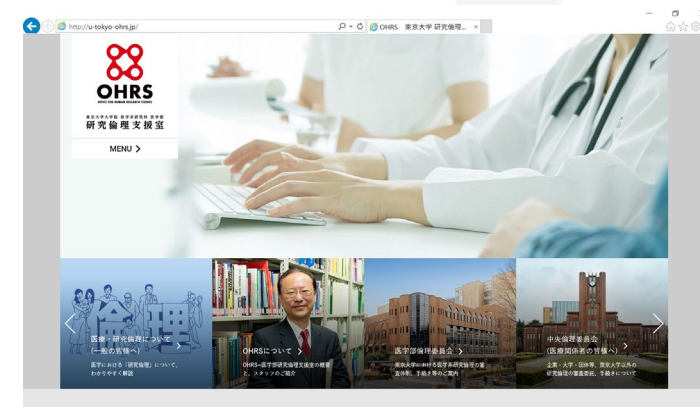 http://u-tokyo-ohrs.jp/
OHRS 東京大学 研究倫理...
OHRS
OFFICE FOR HUMAN RESEARCH STUDIES
東京大学大学院 医学系研究科 医学部
研究倫理支援室
MENU
倫理
医療・研究倫理について
(一般の皆様へ)
医学における「研究倫理」について、
わかりやすく解説
OHRSについて
OHRS=医学部研究倫理支援室の概要
と、スタッフのご紹介
医学部倫理委員会
東京大学における医学系研究倫理の審
査体制、手続き等のご案内
中央倫理委員会
(医療関係者の皆様へ)
企業・大学・団体等、東京大学以外の
研究倫理の審査委託、手続きについて